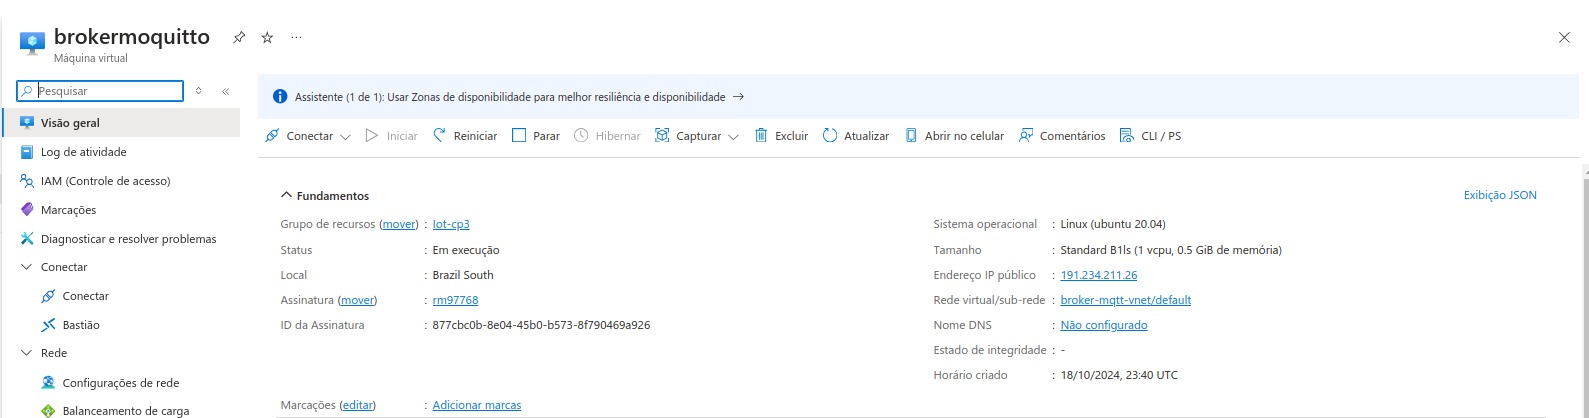 brokermoquitto
Máquina virtual
Pesquisar
Visão geral
Log de atividade
IAM (Controle de acesso)
Marcações
Diagnosticar e resolver problemas
Conectar
Conectar
Bastião
Rede
Configurações de rede
Balanceamento de carga
Assistente (1 de 1): Usar Zonas de disponibilidade para melhor resiliência e disponibilidade
Conectar Iniciar Reiniciar Parar Hibernar Capturar Excluir Atualizar Abrir no celular Comentários CLI / PS
Fundamentos
Exibição JSON
Grupo de recursos (mover) : Iot-cp3
Status : Em execução
Local : Brazil South
Assinatura (mover) : rm97768
ID da Assinatura : 877cbc0b-8e04-45b0-b573-8f790469a926
Sistema operacional : Linux (ubuntu 20.04)
Tamanho : Standard B1ls (1 vcpu, 0.5 GiB de memória)
Endereço IP público : 191.234.211.26
Rede virtual/sub-rede : broker-mqtt-vnet/default
Nome DNS : Não configurado
Estado de integridade : -
Horário criado : 18/10/2024, 23:40 UTC
Marcações (editar) : Adicionar marcas